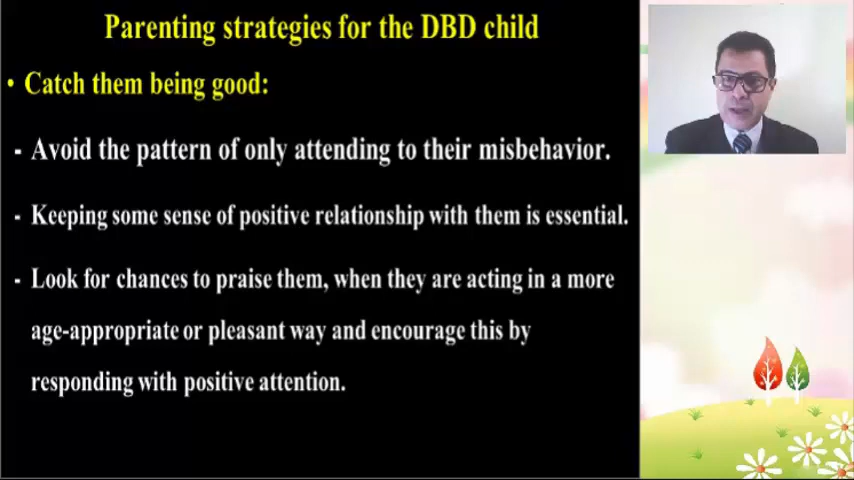 Parenting strategies for the DBD child
• Catch them being good:
- Avoid the pattern of only attending to their misbehavior.
- Keeping some sense of positive relationship with them is essential.
- Look for chances to praise them, when they are acting in a more
age-appropriate or pleasant way and encourage this by
responding with positive attention.